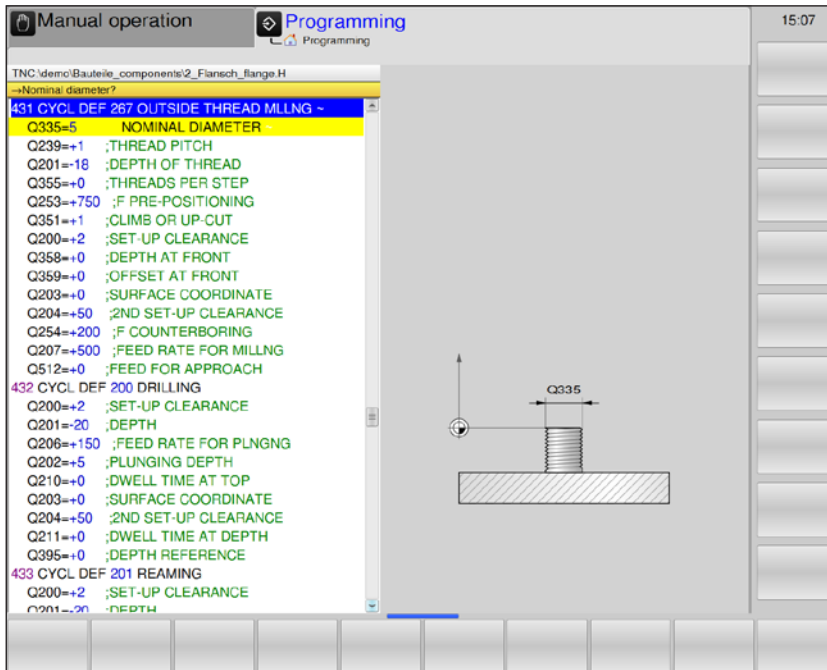 Manual operation
Programming
Programming
15:07
TNC:\demo\Bauteile_components\2_Flansch_flange.H
→Nominal diameter?
431 CYCL DEF 267 OUTSIDE THREAD MLLNG ~
Q335=5 NOMINAL DIAMETER ~
Q239=+1 ;THREAD PITCH
Q201=-18 ;DEPTH OF THREAD
Q355=+0 ;THREADS PER STEP
Q253=+750 ;F PRE-POSITIONING
Q351=+1 ;CLIMB OR UP-CUT
Q200=+2 ;SET-UP CLEARANCE
Q358=+0 ;DEPTH AT FRONT
Q359=+0 ;OFFSET AT FRONT
Q203=+0 ;SURFACE COORDINATE
Q204=+50 ;2ND SET-UP CLEARANCE
Q254=+200 ;F COUNTERBORING
Q207=+500 ;FEED RATE FOR MILLNG
Q512=+0 ;FEED FOR APPROACH
432 CYCL DEF 200 DRILLING
Q200=+2 ;SET-UP CLEARANCE
Q201=-20 ;DEPTH
Q206=+150 ;FEED RATE FOR PLNGNG
Q202=+5 ;PLUNGING DEPTH
Q210=+0 ;DWELL TIME AT TOP
Q203=+0 ;SURFACE COORDINATE
Q204=+50 ;2ND SET-UP CLEARANCE
Q211=+0 ;DWELL TIME AT DEPTH
Q395=+0 ;DEPTH REFERENCE
433 CYCL DEF 201 REAMING
Q200=+2 ;SET-UP CLEARANCE
Q201=-20 ;DEPTH
Q335